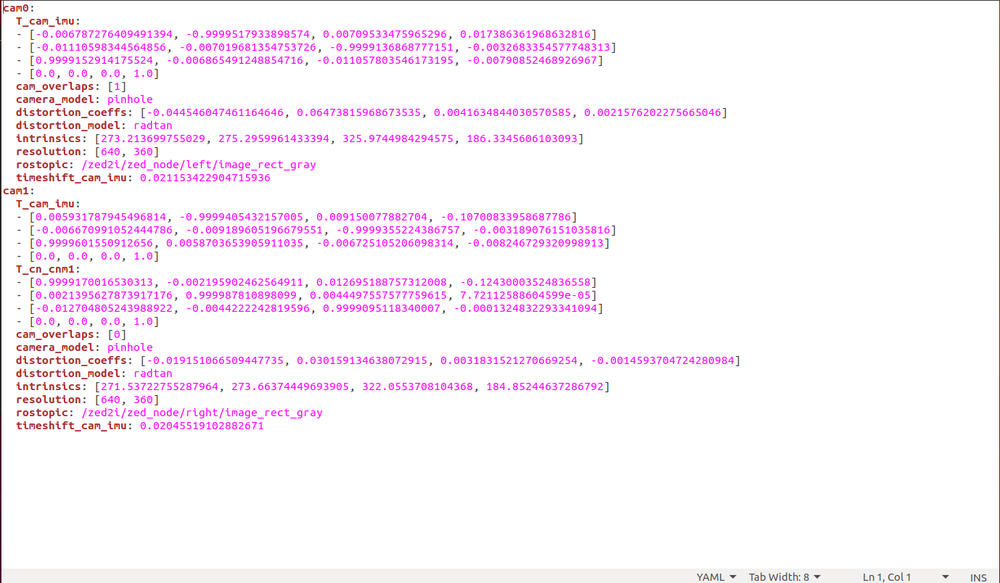 cam0:
  T_cam_imu:
  - [-0.006787276409491394, -0.9999517933898574, 0.00709533475965296, 0.017386361968632816]
  - [-0.01110598344564856, -0.007019681354753726, -0.9999136868777151, -0.0032683354577748313]
  - [0.9999152914175524, -0.006865491248854716, -0.011057803546173195, -0.00790852468926967]
  - [0.0, 0.0, 0.0, 1.0]
  cam_overlaps: [1]
  camera_model: pinhole
  distortion_coeffs: [-0.044546047461164646, 0.06473815968673535, 0.0041634844030570585, 0.0021576202275665046]
  distortion_model: radtan
  intrinsics: [273.213699755029, 275.2959961433394, 325.9744984294575, 186.3345606103093]
  resolution: [640, 360]
  rostopic: /zed2i/zed_node/left/image_rect_gray
  timeshift_cam_imu: 0.021153422904715936
cam1:
  T_cam_imu:
  - [0.005931787945496814, -0.9999405432157005, 0.009150077882704, -0.10700833958687786]
  - [-0.006670991052444786, -0.009189605196679551, -0.9999355224386757, -0.003189076151035816]
  - [0.9999601550912656, 0.0058703653905911035, -0.006725105206098314, -0.008246729320998913]
  - [0.0, 0.0, 0.0, 1.0]
  T_cn_cnm1:
  - [0.9999170016530313, -0.002195902462564911, 0.012695188757312008, -0.12430003524836558]
  - [0.0021395627873917176, 0.999987810898099, 0.0044497557577759615, 7.72112588604599e-05]
  - [-0.012704805243988922, -0.0044222242819596, 0.9999095118340007, -0.0001324832293341094]
  - [0.0, 0.0, 0.0, 1.0]
  cam_overlaps: [0]
  camera_model: pinhole
  distortion_coeffs: [-0.019151066509447735, 0.030159134638072915, 0.0031831521270669254, -0.0014593704724280984]
  distortion_model: radtan
  intrinsics: [271.53722755287964, 273.66374449693905, 322.0553708104368, 184.85244637286792]
  resolution: [640, 360]
  rostopic: /zed2i/zed_node/right/image_rect_gray
  timeshift_cam_imu: 0.02045519102882671
YAML Tab Width: 8 Ln 1, Col 1 INS